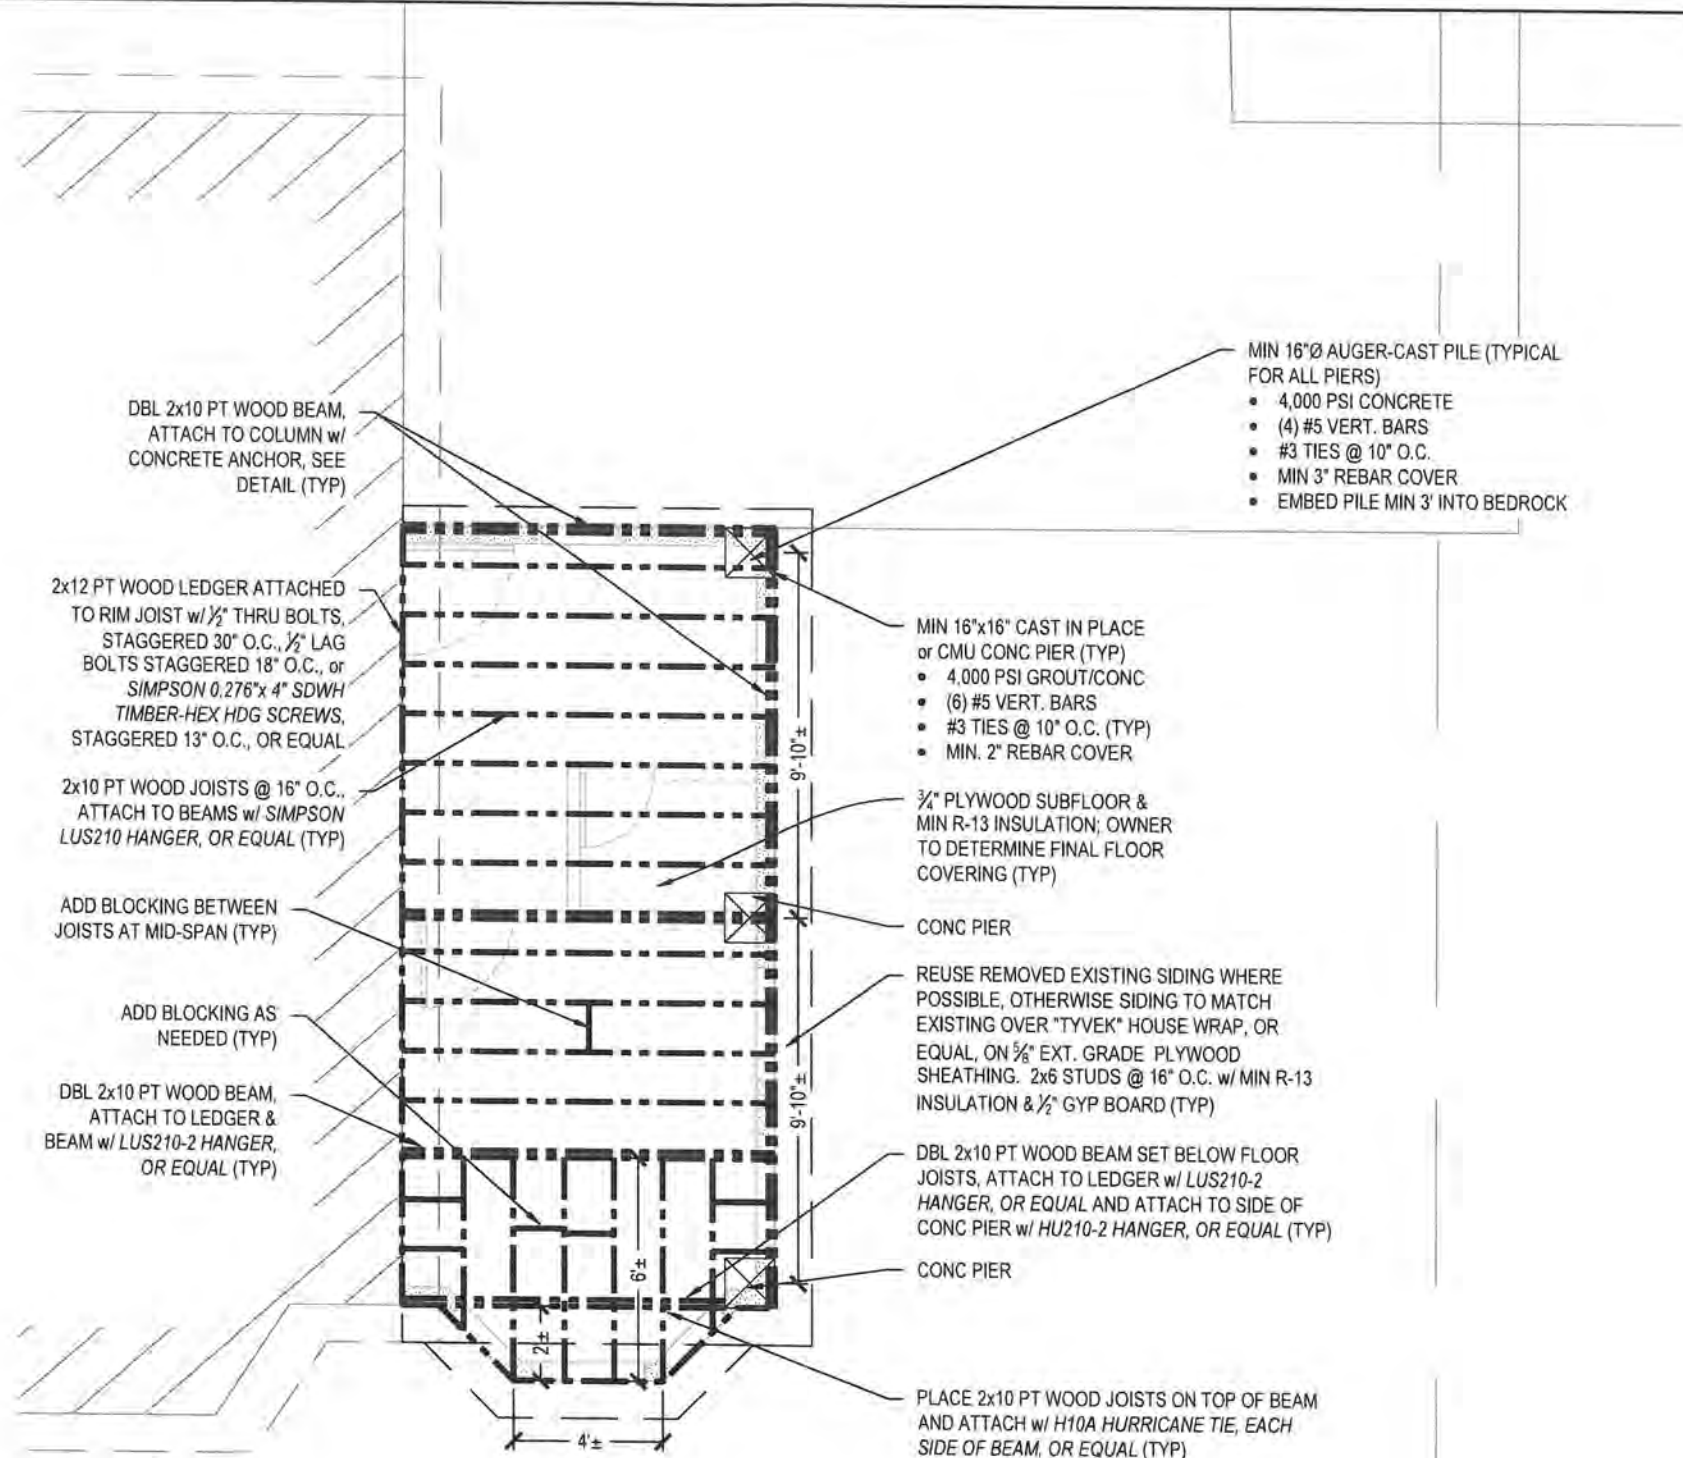 DBL 2x10 PT WOOD BEAM,
ATTACH TO COLUMN w/
CONCRETE ANCHOR, SEE
DETAIL (TYP)
2x12 PT WOOD LEDGER ATTACHED
TO RIM JOIST w/ ½" THRU BOLTS,
STAGGERED 30" O.C., ½" LAG
BOLTS STAGGERED 18" O.C., or
SIMPSON 0.276"x 4" SDWH
TIMBER-HEX HDG SCREWS,
STAGGERED 13" O.C., OR EQUAL
2x10 PT WOOD JOISTS @ 16" O.C.,
ATTACH TO BEAMS w/ SIMPSON
LUS210 HANGER, OR EQUAL (TYP)
ADD BLOCKING BETWEEN
JOISTS AT MID-SPAN (TYP)
ADD BLOCKING AS
NEEDED (TYP)
DBL 2x10 PT WOOD BEAM,
ATTACH TO LEDGER &
BEAM w/ LUS210-2 HANGER,
OR EQUAL (TYP)
MIN 16"Ø AUGER-CAST PILE (TYPICAL
FOR ALL PIERS)
• 4,000 PSI CONCRETE
• (4) #5 VERT. BARS
• #3 TIES @ 10" O.C.
• MIN 3" REBAR COVER
• EMBED PILE MIN 3' INTO BEDROCK
MIN 16"x16" CAST IN PLACE
or CMU CONC PIER (TYP)
• 4,000 PSI GROUT/CONC
• (6) #5 VERT. BARS
• #3 TIES @ 10" O.C. (TYP)
• MIN. 2" REBAR COVER
¾" PLYWOOD SUBFLOOR &
MIN R-13 INSULATION; OWNER
TO DETERMINE FINAL FLOOR
COVERING (TYP)
CONC PIER
REUSE REMOVED EXISTING SIDING WHERE
POSSIBLE, OTHERWISE SIDING TO MATCH
EXISTING OVER "TYVEK" HOUSE WRAP, OR
EQUAL, ON ⅝" EXT. GRADE PLYWOOD
SHEATHING. 2x6 STUDS @ 16" O.C. w/ MIN R-13
INSULATION & ½" GYP BOARD (TYP)
DBL 2x10 PT WOOD BEAM SET BELOW FLOOR
JOISTS, ATTACH TO LEDGER w/ LUS210-2
HANGER, OR EQUAL AND ATTACH TO SIDE OF
CONC PIER w/ HU210-2 HANGER, OR EQUAL (TYP)
CONC PIER
PLACE 2x10 PT WOOD JOISTS ON TOP OF BEAM
AND ATTACH w/ H10A HURRICANE TIE, EACH
SIDE OF BEAM, OR EQUAL (TYP)
9'-10"±
9'-10"±
6'±
2'±
4'±